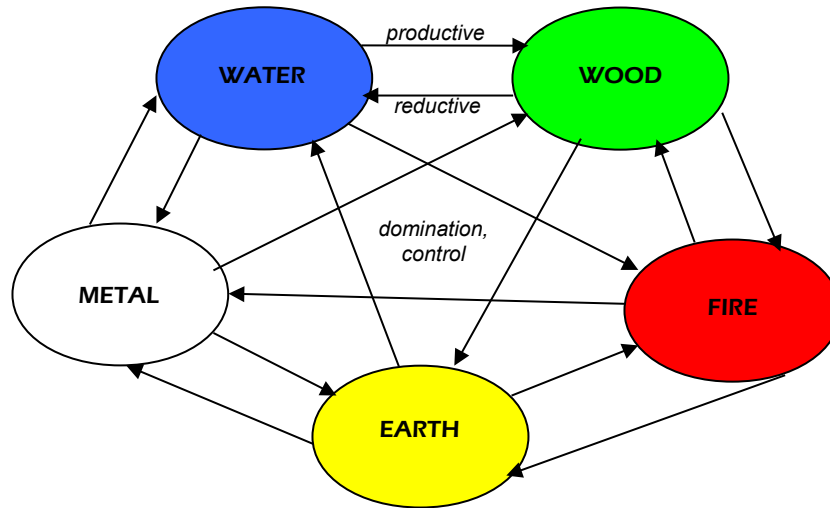 productive
WATER
WOOD
reductive
domination,
control
METAL
FIRE
EARTH